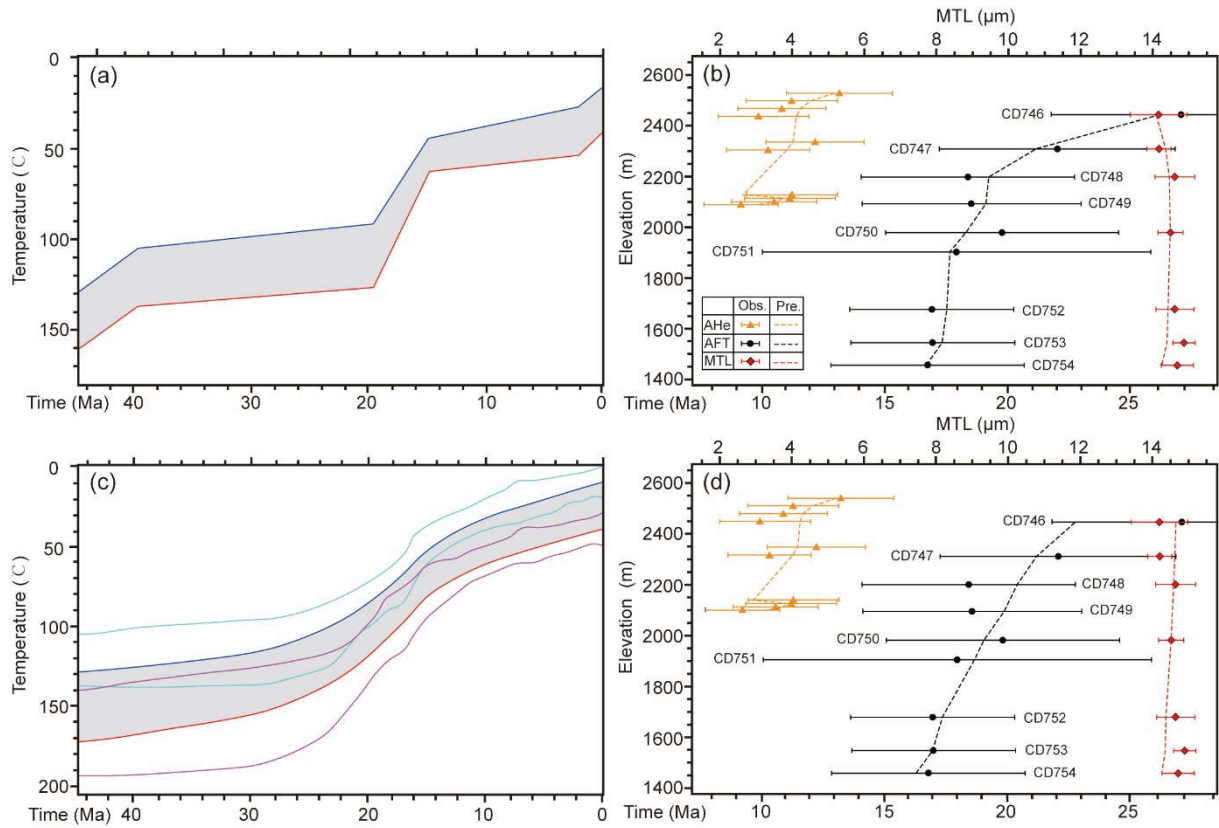 (a)
Temperature (℃)
0
50
100
150
Time (Ma)
40
30
20
10
0
MTL (μm)
2 4 6 8 10 12 14
(b)
Elevation (m)
2600
2400
2200
2000
1800
1600
1400
CD746
CD747
CD748
CD749
CD750
CD751
CD752
CD753
CD754
Obs. Pre.
AHe
AFT
MTL
Time (Ma)
10 15 20 25
(c)
Temperature (℃)
0
50
100
150
200
Time (Ma)
40
30
20
10
0
MTL (μm)
2 4 6 8 10 12 14
(d)
Elevation (m)
2600
2400
2200
2000
1800
1600
1400
CD746
CD747
CD748
CD749
CD750
CD751
CD752
CD753
CD754
Time (Ma)
10 15 20 25